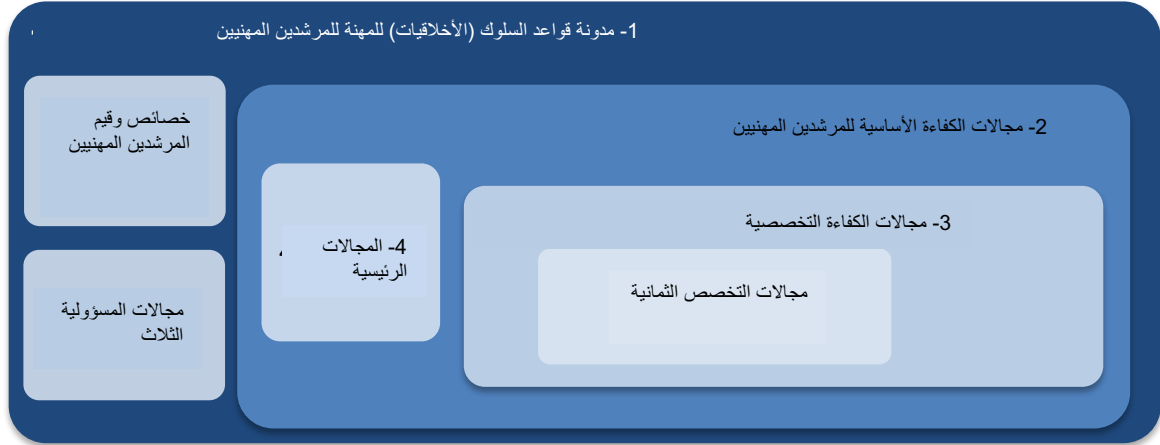 1- مدونة قواعد السلوك (الأخلاقيات) للمهنة للمرشدين المهنيين
2- مجالات الكفاءة الأساسية للمرشدين المهنيين
3- مجالات الكفاءة التخصصية
مجالات التخصص الثمانية
4- المجالات
الرئيسية
خصائص وقيم
المرشدين المهنيين
مجالات المسؤولية
الثلاث